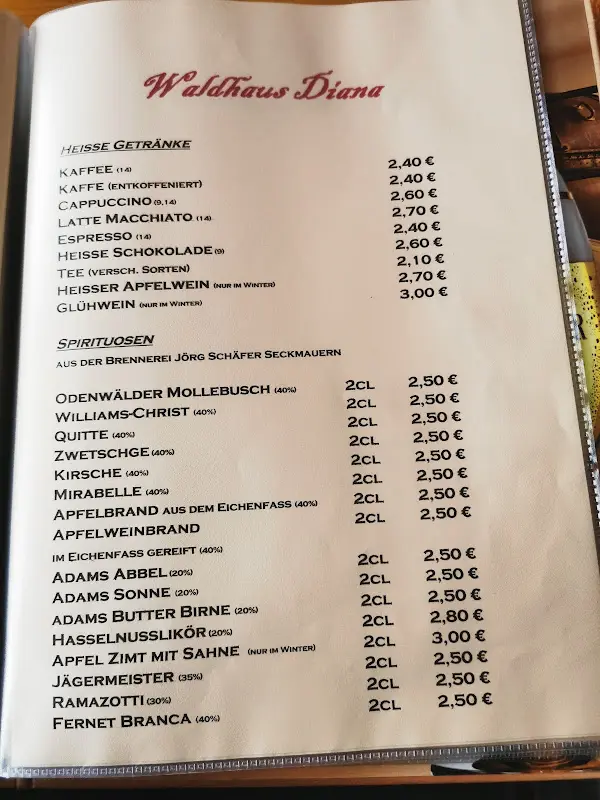 Waldhaus Diana
HEISSE GETRÄNKE
KAFFEE (14) 2,40 €
KAFFE (ENTKOFFENIERT) 2,40 €
CAPPUCCINO (9,14) 2,60 €
LATTE MACCHIATO (14) 2,70 €
ESPRESSO (14) 2,40 €
HEISSE SCHOKOLADE (9) 2,60 €
TEE (VERSCH. SORTEN) 2,10 €
HEISSER APFELWEIN (NUR IM WINTER) 2,70 €
GLÜHWEIN (NUR IM WINTER) 3,00 €
SPIRITUOSEN
AUS DER BRENNEREI JÖRG SCHÄFER SECKMAUERN
ODENWÄLDER MOLLEBUSCH (40%) 2CL 2,50 €
WILLIAMS-CHRIST (40%) 2CL 2,50 €
QUITTE (40%) 2CL 2,50 €
ZWETSCHGE (40%) 2CL 2,50 €
KIRSCHE (40%) 2CL 2,50 €
MIRABELLE (40%) 2CL 2,50 €
APFELBRAND AUS DEM EICHENFASS (40%) 2CL 2,50 €
APFELWEINBRAND 2CL 2,50 €
IM EICHENFASS GEREIFT (40%)
ADAMS ABBEL (20%) 2CL 2,50 €
ADAMS SONNE (20%) 2CL 2,50 €
ADAMS BUTTER BIRNE (20%) 2CL 2,50 €
HASSELNUSSLIKÖR (20%) 2CL 2,80 €
APFEL ZIMT MIT SAHNE (NUR IM WINTER) 2CL 3,00 €
JÄGERMEISTER (35%) 2CL 2,50 €
RAMAZOTTI (30%) 2CL 2,50 €
FERNET BRANCA (40%) 2CL 2,50 €